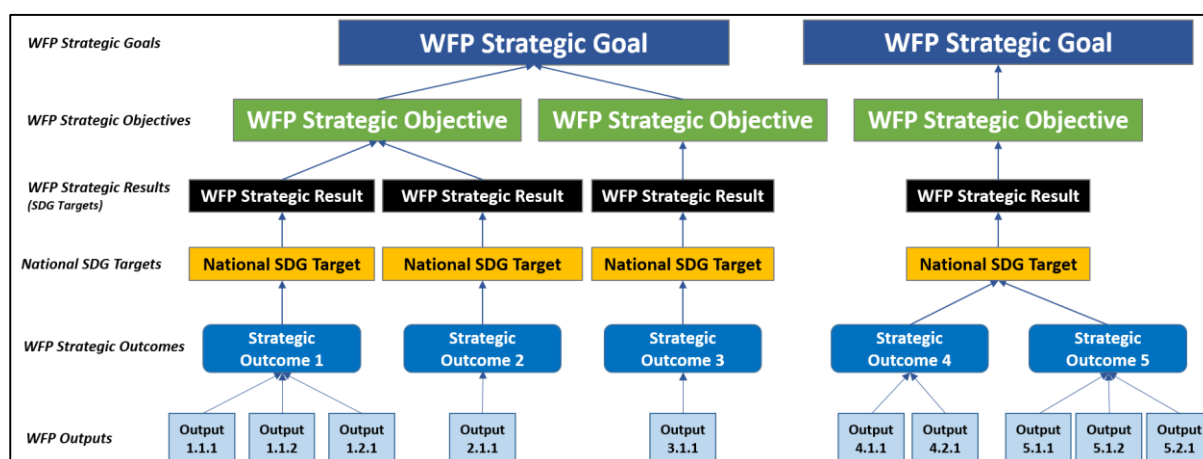 WFP Strategic Goals
WFP Strategic Goal
WFP Strategic Goal
WFP Strategic Objectives
WFP Strategic Objective
WFP Strategic Objective
WFP Strategic Objective
WFP Strategic Results
(SDG Targets)
WFP Strategic Result
WFP Strategic Result
WFP Strategic Result
WFP Strategic Result
National SDG Targets
National SDG Target
National SDG Target
National SDG Target
National SDG Target
WFP Strategic Outcomes
Strategic
Outcome 1
Strategic
Outcome 2
Strategic
Outcome 3
Strategic
Outcome 4
Strategic
Outcome 5
WFP Outputs
Output
1.1.1
Output
1.1.2
Output
1.2.1
Output
2.1.1
Output
3.1.1
Output
4.1.1
Output
4.2.1
Output
5.1.1
Output
5.1.2
Output
5.2.1